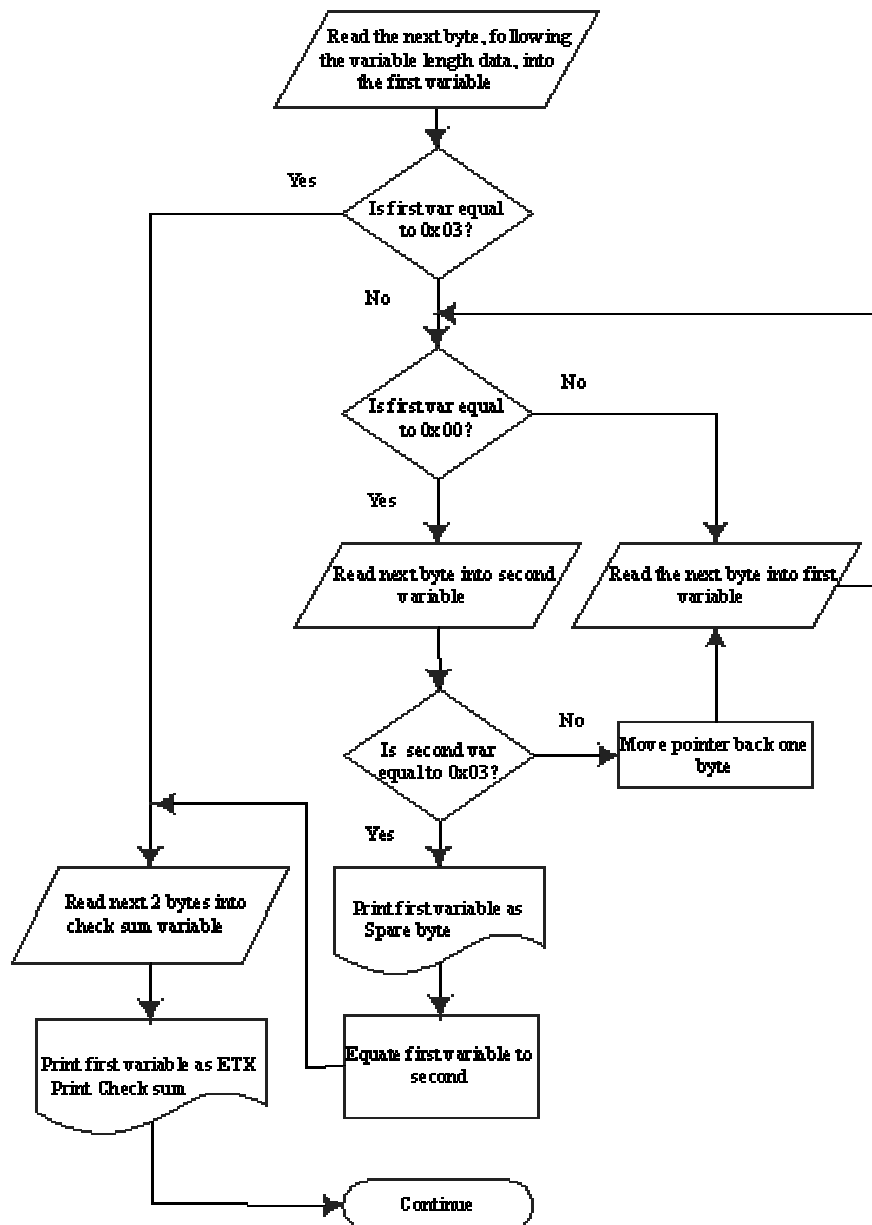 Read the next byte, following
the variable length data, into
the first variable
Yes
Is first var equal
to 0x03?
No
Is first var equal
to 0x00?
No
Yes
Read next byte into second
variable
Read the next byte into first
variable
Is second var
equal to 0x03?
No
Move pointer back one
byte
Yes
Read next 2 bytes into
check sum variable
Print first variable as
Spare byte
Print first variable as ETX
Print Check sum
Equate first variable to
second
Continue